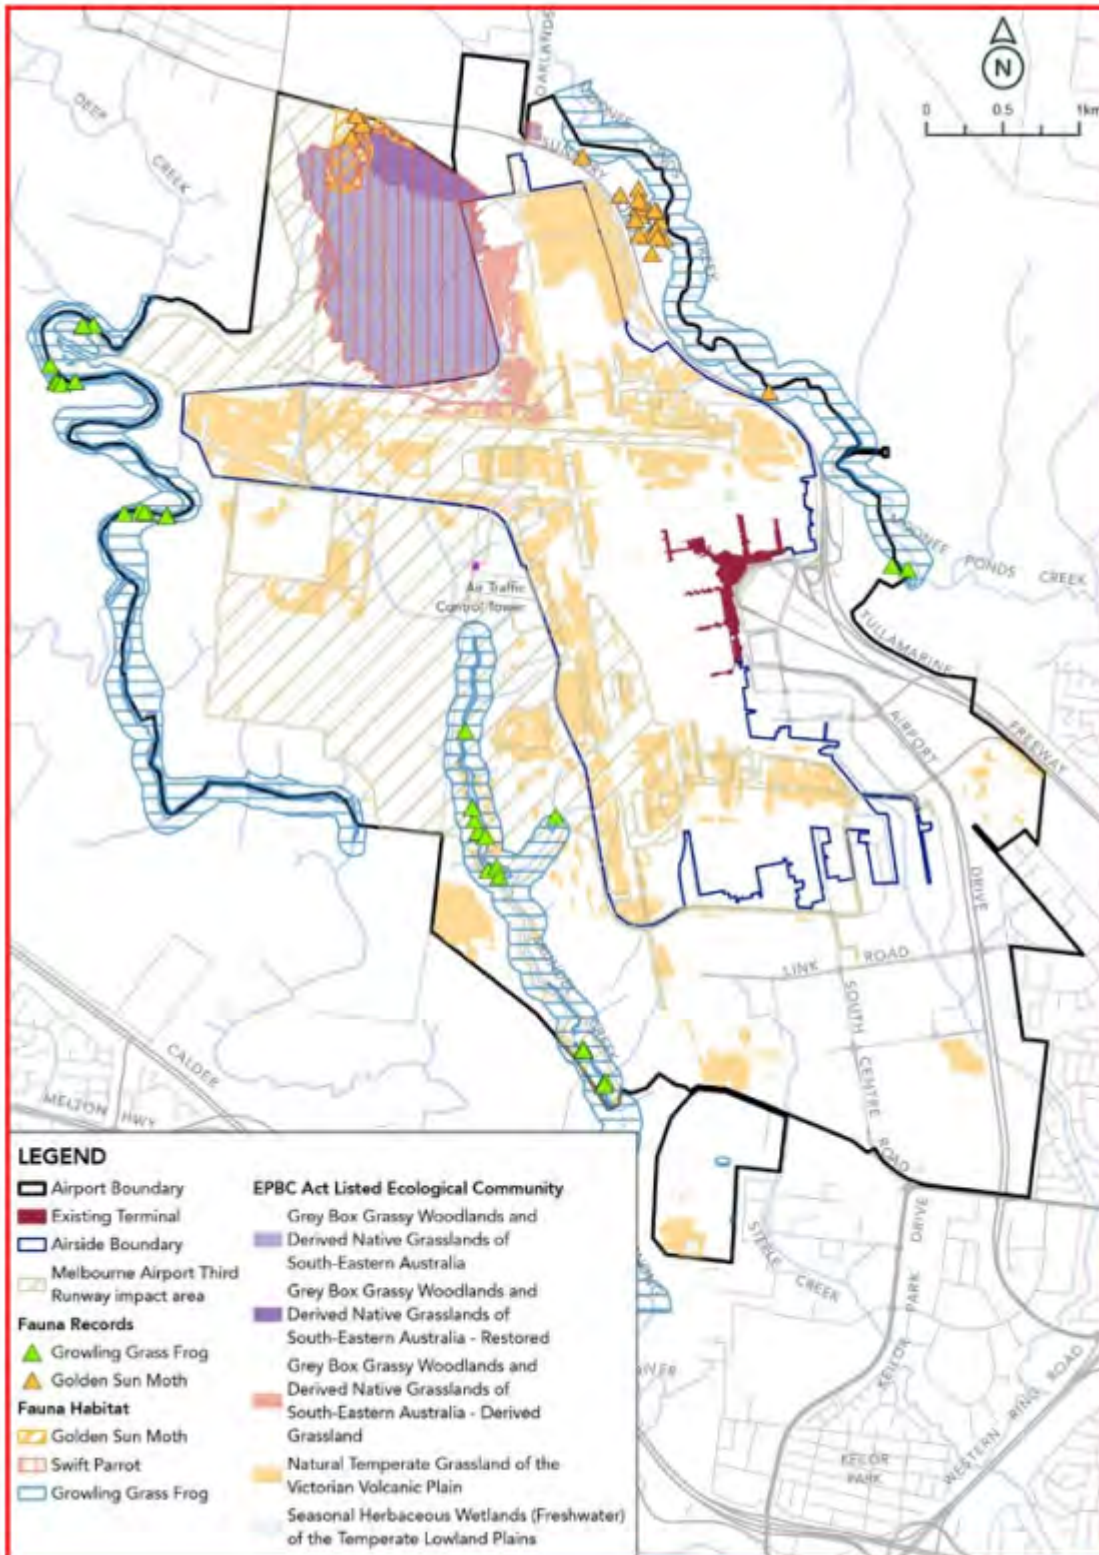 DEEP
CREEK
OAKLANDS
N
0 0.5 1km
SUNBURY
MOONEE PONDS
CREEK
MOONEE PONDS CREEK
Air Traffic
Control Tower
TULLAMARINE
FREEWAY
AIRPORT
DRIVE
LINK ROAD
SOUTH CENTRE ROAD
CALDER
MELTON HWY
STEELE CREEK
KEILOR PARK DRIVE
KEILOR
PARK
WESTERN RING ROAD
LEGEND
Airport Boundary
Existing Terminal
Airside Boundary
Melbourne Airport Third
Runway impact area
Fauna Records
Growling Grass Frog
Golden Sun Moth
Fauna Habitat
Golden Sun Moth
Swift Parrot
Growling Grass Frog
EPBC Act Listed Ecological Community
Grey Box Grassy Woodlands and
Derived Native Grasslands of
South-Eastern Australia
Grey Box Grassy Woodlands and
Derived Native Grasslands of
South-Eastern Australia - Restored
Grey Box Grassy Woodlands and
Derived Native Grasslands of
South-Eastern Australia - Derived
Grassland
Natural Temperate Grassland of the
Victorian Volcanic Plain
Seasonal Herbaceous Wetlands (Freshwater)
of the Temperate Lowland Plains